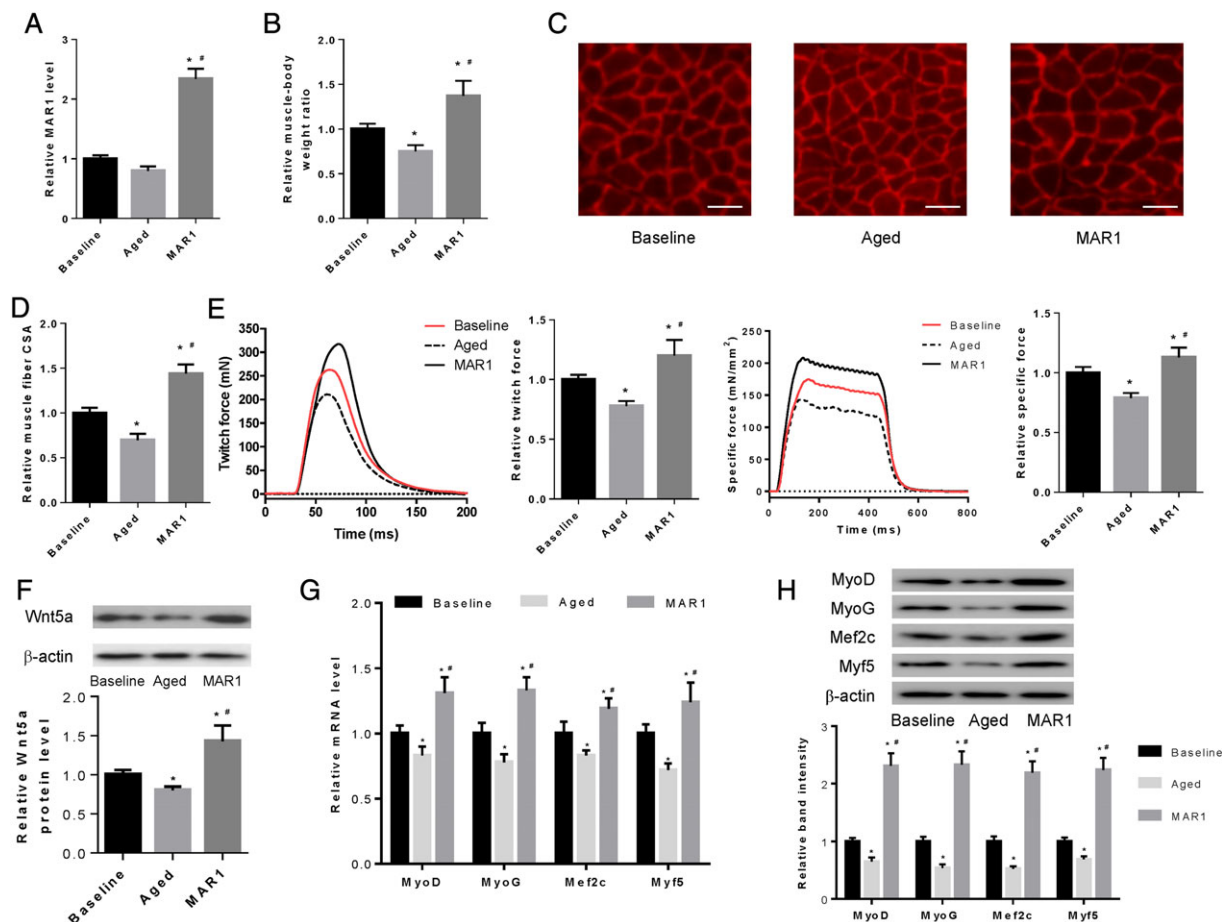 A
Relative MAR1 level
3
2
1
0
* #
Baseline
Aged
MAR1
B
Relative muscle-body
weight ratio
2.0
1.5
1.0
0.5
0.0
*
* #
Baseline
Aged
MAR1
C
Baseline
Aged
MAR1
D
Relative muscle fiber CSA
2.0
1.5
1.0
0.5
0.0
*
* #
Baseline
Aged
MAR1
E
Twitch force (mN)
350
300
250
200
150
100
50
0
0
50
100
150
200
Time (ms)
Baseline
Aged
MAR1
Relative twitch force
1.5
1.0
0.5
0.0
*
* #
Baseline
Aged
MAR1
Specific force (mN/mm²)
250
200
150
100
50
0
0
200
400
600
800
Time (ms)
Baseline
Aged
MAR1
Relative specific force
1.5
1.0
0.5
0.0
*
* #
Baseline
Aged
MAR1
F
Wnt5a
β-actin
Baseline Aged MAR1
Relative Wnt5a
protein level
2.0
1.5
1.0
0.5
0.0
*
* #
Baseline
Aged
MAR1
G
Baseline
Aged
MAR1
Relative mRNA level
2.0
1.5
1.0
0.5
0.0
*
* #
*
* #
*
* #
*
* #
MyoD
MyoG
Mef2c
Myf5
H
MyoD
MyoG
Mef2c
Myf5
β-actin
Baseline Aged MAR1
Relative band intensity
3
2
1
0
*
* #
*
* #
*
* #
*
* #
MyoD
MyoG
Mef2c
Myf5
Baseline
Aged
MAR1